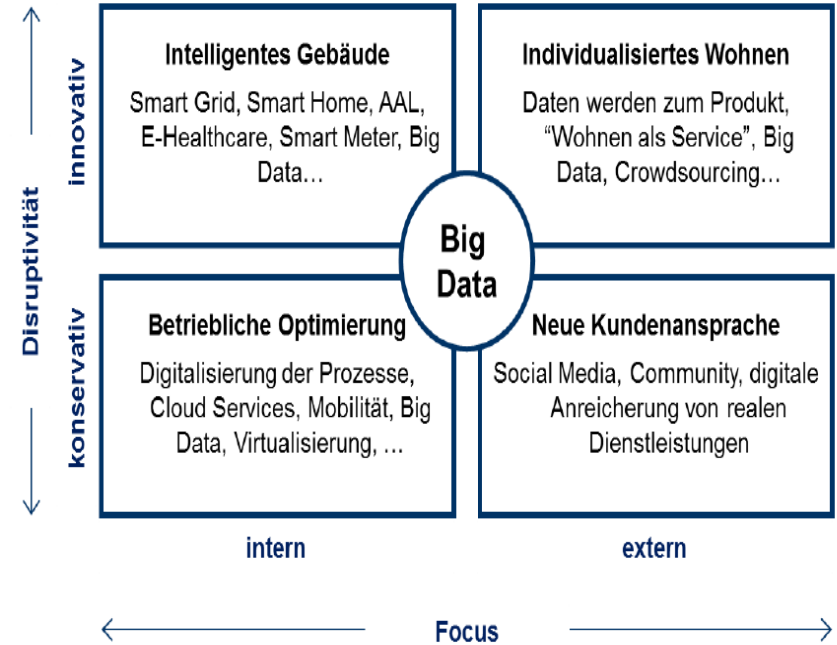 Disruptivität
innovativ
Intelligentes Gebäude
Smart Grid, Smart Home, AAL,
E-Healthcare, Smart Meter, Big
Data…
Individualisiertes Wohnen
Daten werden zum Produkt,
“Wohnen als Service”, Big
Data, Crowdsourcing…
Big
Data
konservativ
Betriebliche Optimierung
Digitalisierung der Prozesse,
Cloud Services, Mobilität, Big
Data, Virtualisierung, …
Neue Kundenansprache
Social Media, Community, digitale
Anreicherung von realen
Dienstleistungen
intern
extern
Focus